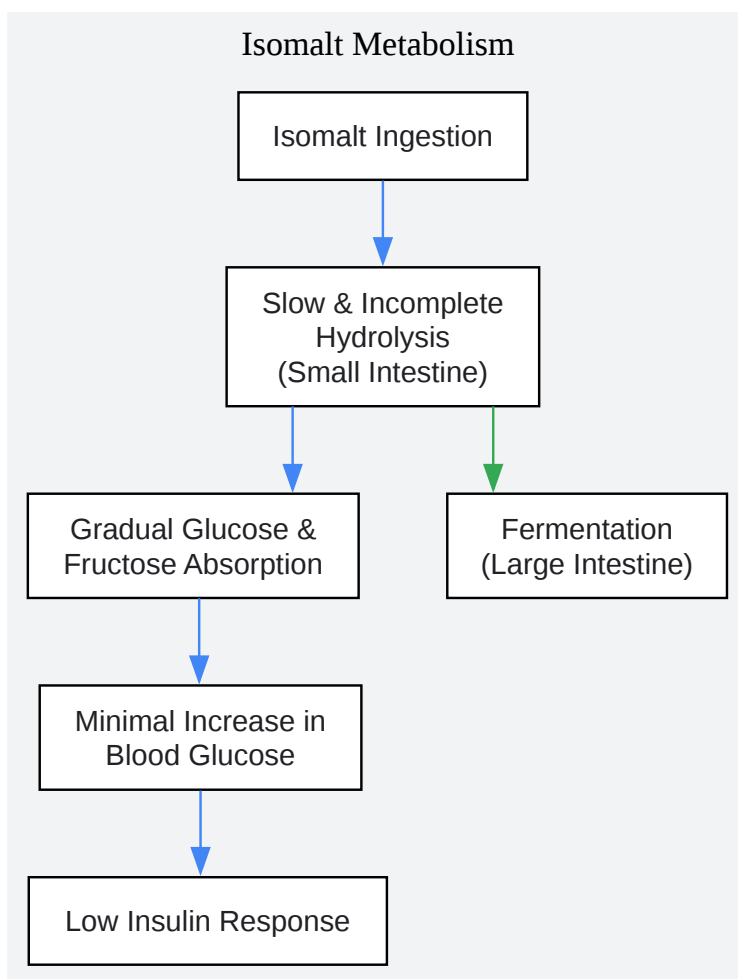 Isomalt Metabolism
Isomalt Ingestion
Slow & Incomplete
Hydrolysis
(Small Intestine)
Gradual Glucose &
Fructose Absorption
Fermentation
(Large Intestine)
Minimal Increase in
Blood Glucose
Low Insulin Response